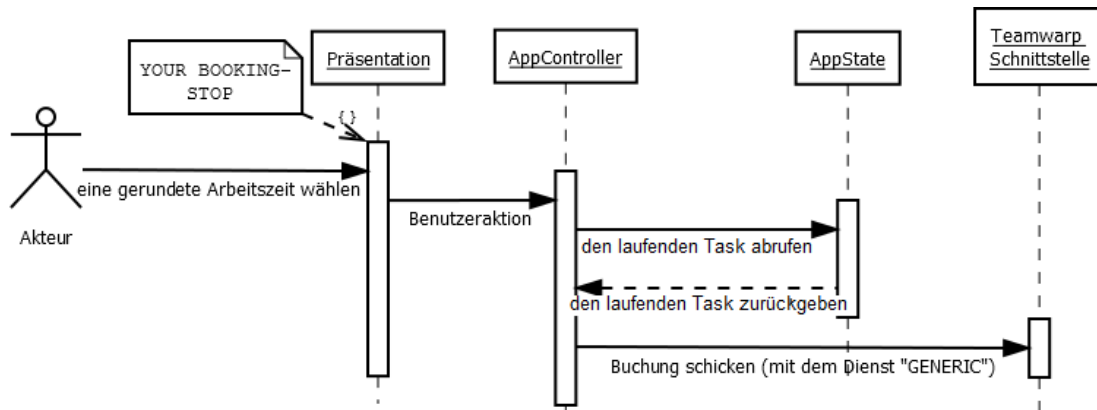 YOUR BOOKING-
STOP
Präsentation
AppController
AppState
Teamwarp
Schnittstelle
{}
eine gerundete Arbeitszeit wählen
Akteur
Benutzeraktion
den laufenden Task abrufen
den laufenden Task zurückgeben
Buchung schicken (mit dem Dienst "GENERIC")